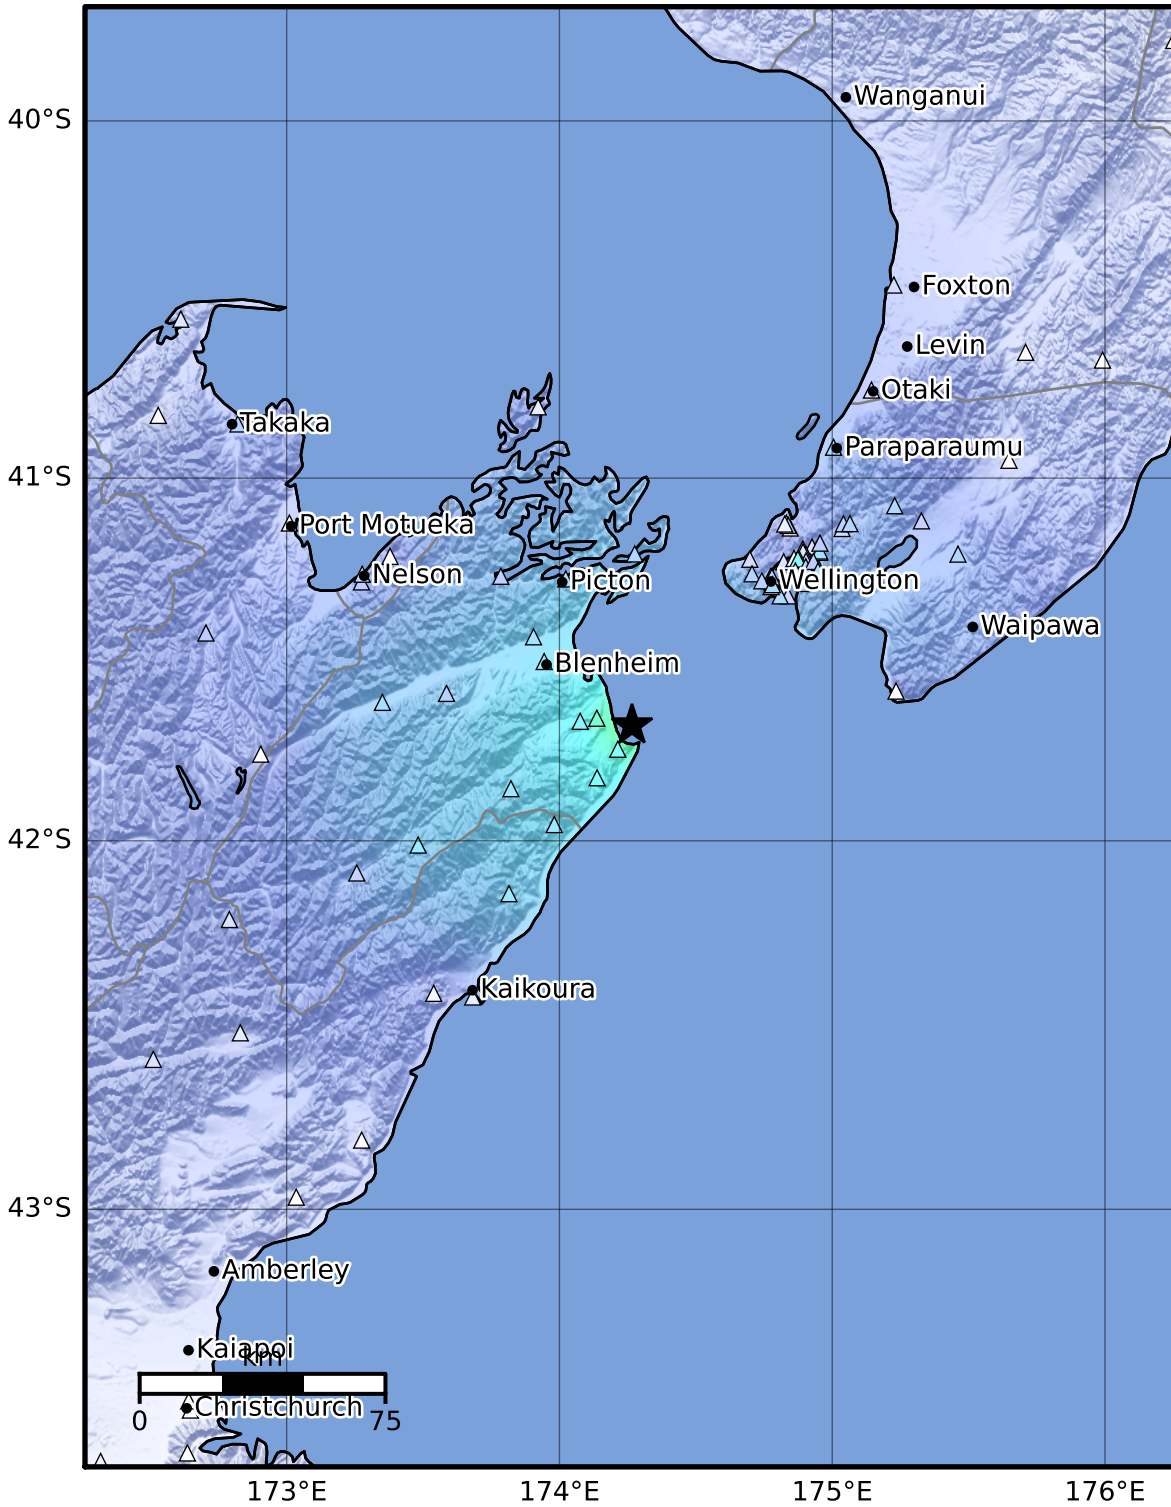 Wanganui
40°S
Foxton
Levin
Otaki
Takaka
Paraparaumu
41°S
Port Motueka
Nelson
Picton
Wellington
Waipawa
Blenheim
42°S
Kaikoura
43°S
Amberley
Kaiapoi
km
Christchurch
0 75
173°E 174°E 175°E 176°E